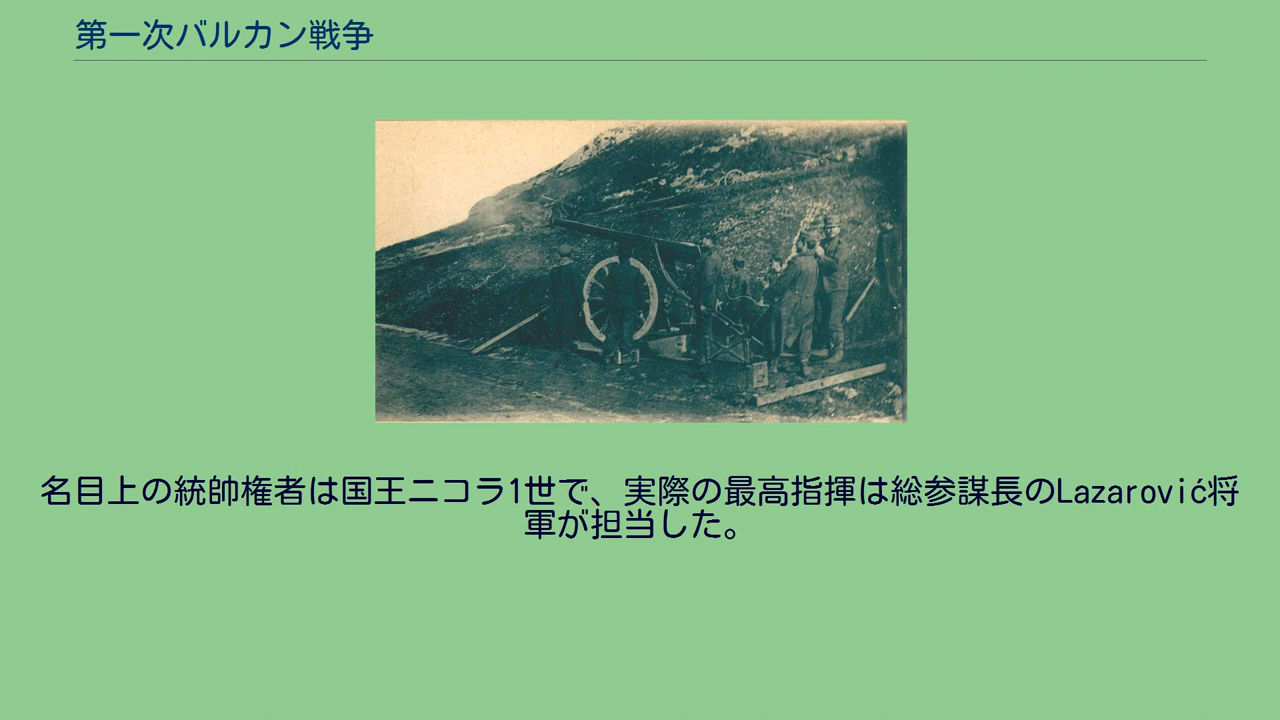 第一次バルカン戦争
名目上の統帥権者は国王ニコラ1世で、実際の最高指揮は総参謀長のLazarović将
軍が担当した。